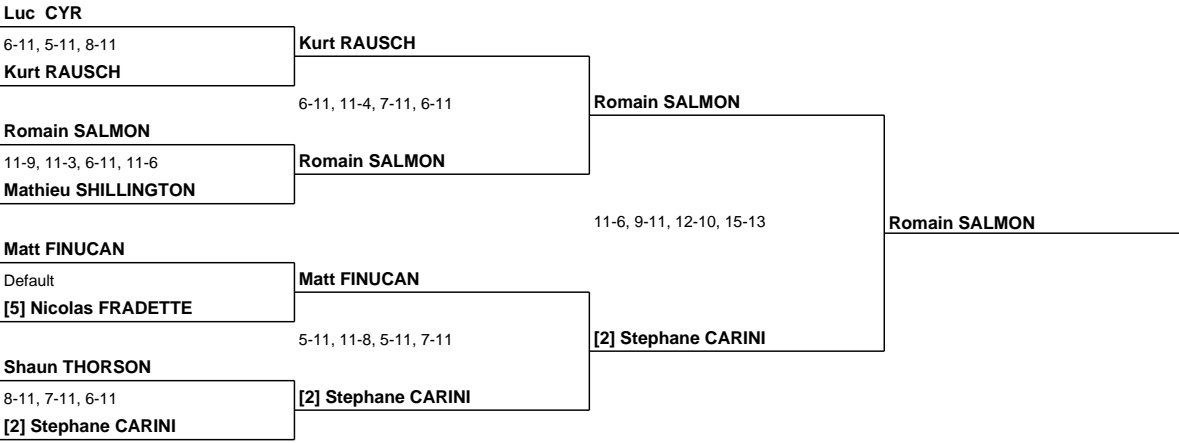 Luc  CYR
6-11, 5-11, 8-11
Kurt RAUSCH
Kurt RAUSCH
6-11, 11-4, 7-11, 6-11
Romain SALMON
Romain SALMON
11-9, 11-3, 6-11, 11-6
Romain SALMON
Mathieu SHILLINGTON
11-6, 9-11, 12-10, 15-13
Romain SALMON
Matt FINUCAN
Default
Matt FINUCAN
[5] Nicolas FRADETTE
5-11, 11-8, 5-11, 7-11
[2] Stephane CARINI
Shaun THORSON
8-11, 7-11, 6-11
[2] Stephane CARINI
[2] Stephane CARINI